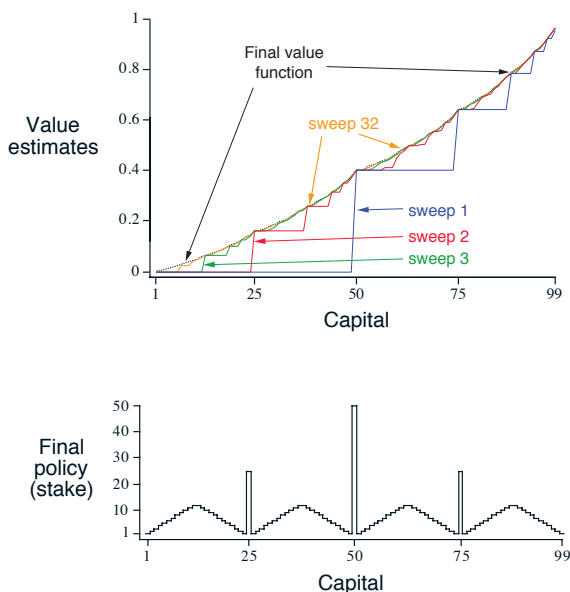 1
Final value
function
0.8
Value
estimates
0.6
sweep 32
0.4
sweep 1
0.2
sweep 2
sweep 3
0
1
25
50
75
99
Capital
50
40
Final
policy
(stake)
30
20
10
1
1
25
50
75
99
Capital